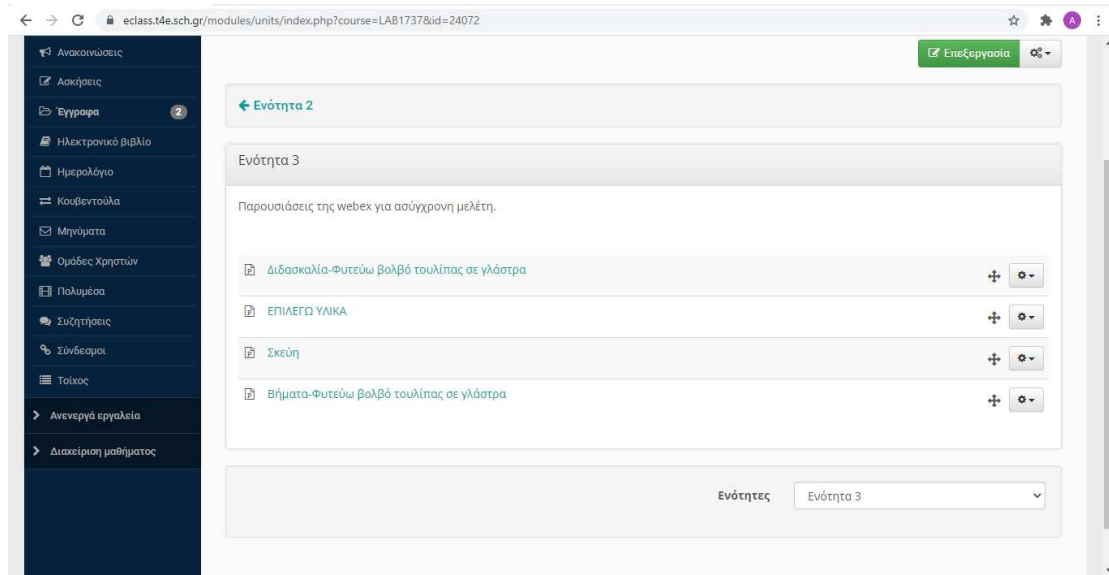 eclass.t4e.sch.gr/modules/units/index.php?course=LAB1737&id=24072
A
Ανακοινώσεις
Ασκήσεις
Έγγραφα 2
Ηλεκτρονικό βιβλίο
Ημερολόγιο
Κουβεντούλα
Μηνύματα
Ομάδες Χρηστών
Πολυμέσα
Συζητήσεις
Σύνδεσμοι
Τοίχος
Ανενεργά εργαλεία
Διαχείριση μαθήματος
Επεξεργασία
Ενότητα 2
Ενότητα 3
Παρουσιάσεις της webex για ασύγχρονη μελέτη.
Διδασκαλία-Φυτεύω βολβό τουλίπας σε γλάστρα
ΕΠΙΛΕΓΩ ΥΛΙΚΑ
Σκεύη
Βήματα-Φυτεύω βολβό τουλίπας σε γλάστρα
Ενότητες Ενότητα 3